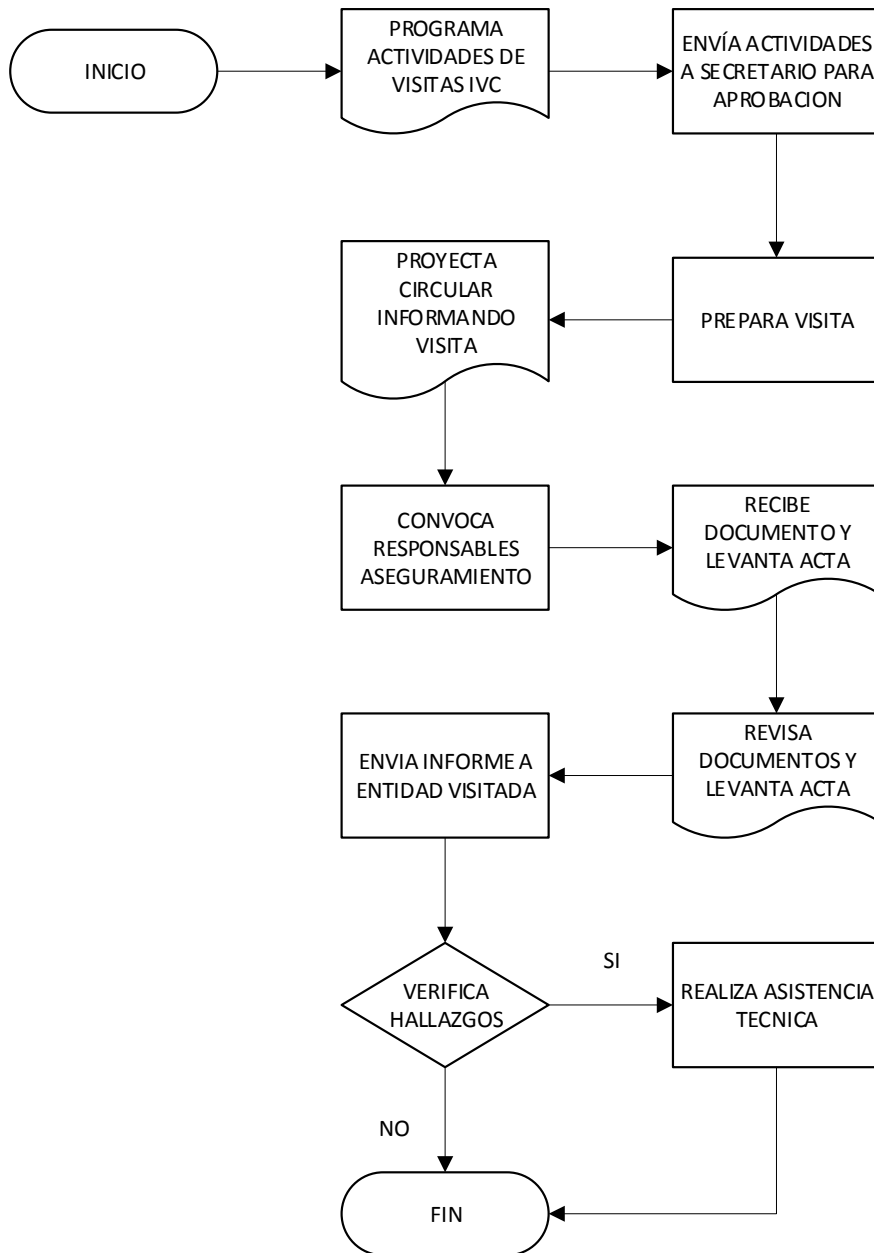 INICIO
PROGRAMA
ACTIVIDADES DE
VISITAS IVC
ENVÍA ACTIVIDADES
A SECRETARIO PARA
APROBACION
PREPARA VISITA
PROYECTA
CIRCULAR
INFORMANDO
VISITA
CONVOCA
RESPONSABLES
ASEGURAMIENTO
RECIBE
DOCUMENTO Y
LEVANTA ACTA
REVISA
DOCUMENTOS Y
LEVANTA ACTA
ENVIA INFORME A
ENTIDAD VISITADA
VERIFICA
HALLAZGOS
SI
REALIZA ASISTENCIA
TECNICA
NO
FIN